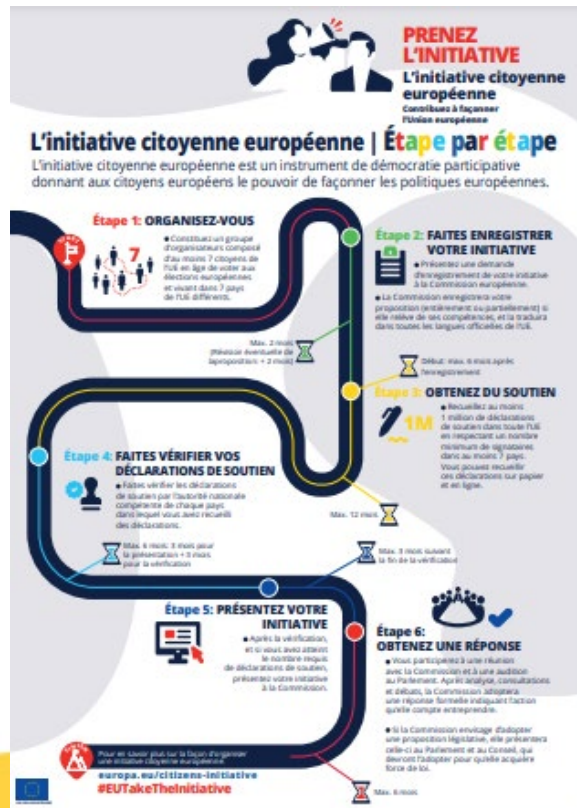 PRENEZ
L'INITIATIVE
L'initiative citoyenne
européenne
Contribuez à façonner
l'Union européenne
L'initiative citoyenne européenne | Étape par étape
L'initiative citoyenne européenne est un instrument de démocratie participative
donnant aux citoyens européens le pouvoir de façonner les politiques européennes.
Étape 1: ORGANISEZ-VOUS
7
● Constituez un groupe
d'organisateurs composé
d'au moins 7 citoyens de
l'UE en âge de voter aux
élections européennes
et vivant dans 7 pays
de l'UE différents.
Étape 2: FAITES ENREGISTRER
VOTRE INITIATIVE
● Présentez une demande
d'enregistrement de votre initiative
à la Commission européenne.
● La Commission enregistrera votre
proposition (entièrement ou partiellement) si
elle relève de ses compétences, et la traduira
dans toutes les langues officielles de l'UE.
Max. 2 mois
(Révision éventuelle de
laproposition: + 2 mois)
Début: max. 6 mois après
l'enregistrement
Étape 3: OBTENEZ DU SOUTIEN
1M
● Recueillez au moins
1 million de déclarations
de soutien dans toute l'UE
en respectant un nombre
minimum de signataires
dans au moins 7 pays.
Vous pouvez recueillir
ces déclarations sur papier
et en ligne.
Max. 12 mois
Étape 4: FAITES VÉRIFIER VOS
DÉCLARATIONS DE SOUTIEN
● Faites vérifier les déclarations
de soutien par l'autorité nationale
compétente de chaque pays
dans lequel vous avez recueilli
des déclarations.
Max. 6 mois: 3 mois pour
la présentation + 3 mois
pour la vérification
Max. 3 mois suivant
la fin de la vérification
Étape 5: PRÉSENTEZ VOTRE
INITIATIVE
● Après la vérification,
et si vous avez atteint
le nombre requis
de déclarations de soutien,
présentez votre initiative
à la Commission.
Étape 6:
OBTENEZ UNE RÉPONSE
● Vous participerez à une réunion
avec la Commission et à une audition
au Parlement. Après analyse, consultations
et débats, la Commission adoptera
une réponse formelle indiquant l'action
qu'elle compte entreprendre.
● Si la Commission envisage d'adopter
une proposition législative, elle présentera
celle-ci au Parlement et au Conseil, qui
devront l'adopter pour qu'elle acquière
force de loi.
Max. 6 mois
Pour en savoir plus sur la façon d'organiser
une initiative citoyenne européenne
europa.eu/citizens-initiative
#EUTakeTheInitiative